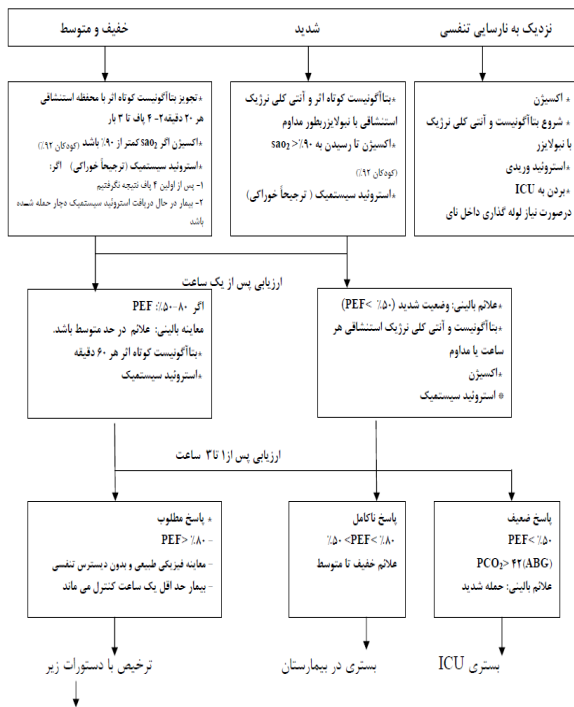 نزدیک به نارسایی تنفسی
شدید
خفیف و متوسط
* اکسیژن
* شروع بتاآگونیست و آنتی کلی نرژیک
با نبولایزر
*استروئید وریدی
*بردن به ICU
درصورت نیاز لوله گذاری داخل نای
*بتاآگونیست کوتاه اثر و آنتی کلی نرژیک
استنشاقی با نبولایزربطور مداوم
*اکسیژن تا رسیدن به ۹۰٪< sao₂
(کودکان ۹۲٪)
*استروئید سیستمیک ( ترجیحاً خوراکی)
*تجویز بتاآگونیست کوتاه اثر با محفظه استنشاقی
هر ۲۰ دقیقه۲- ۴ پاف تا ۳ بار
*اکسیژن اگر sao₂ کمتر از ۹۰٪ باشد (کودکان ۹۲٪)
*استروئید سیستمیک (ترجیحاً خوراکی) اگر:
۱- پس از اولین ۴ پاف نتیجه نگرفتیم
۲- بیمار در حال دریافت استروئید سیستمیک دچار حمله شده
باشد
ارزیابی پس از یک ساعت
*علائم بالینی: وضعیت شدید (PEF< ٪۵۰)
*بتاآگونیست و آنتی کلی نرژیک استنشاقی هر
ساعت یا مداوم
*اکسیژن
* استروئید سیستمیک
اگر ۸۰-۵۰٪: PEF
معاینه بالینی: علائم در حد متوسط باشد.
*بتاآگونیست کوتاه اثر هر ۶۰ دقیقه
*استروئید سیستمیک
ارزیابی پس از۱ تا۳ ساعت
پاسخ ضعیف
PEF< ٪۵۰
PCO₂> ۴۲(ABG)
علائم بالینی: حمله شدید
پاسخ ناکامل
٪۵۰ <PEF< ٪۸۰
علائم خفیف تا متوسط
* پاسخ مطلوب
- PEF> ٪۸۰
- معاینه فیزیکی طبیعی و بدون دیسترس تنفسی
- بیمار حد اقل یک ساعت کنترل می ماند
بستری ICU
بستری در بیمارستان
ترخیص با دستورات زیر